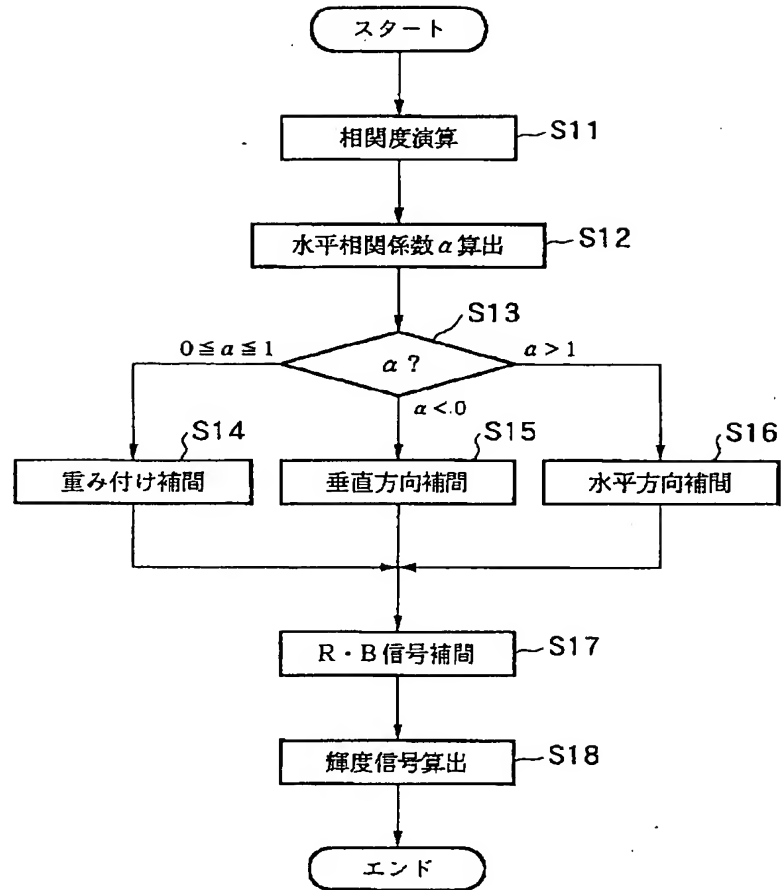 スタート
相関度演算
S11
水平相関係数α算出
S12
S13
0≦α≦1
α?
α>1
α<0
S14
S15
S16
重み付け補間
垂直方向補間
水平方向補間
R・B信号補間
S17
輝度信号算出
S18
エンド